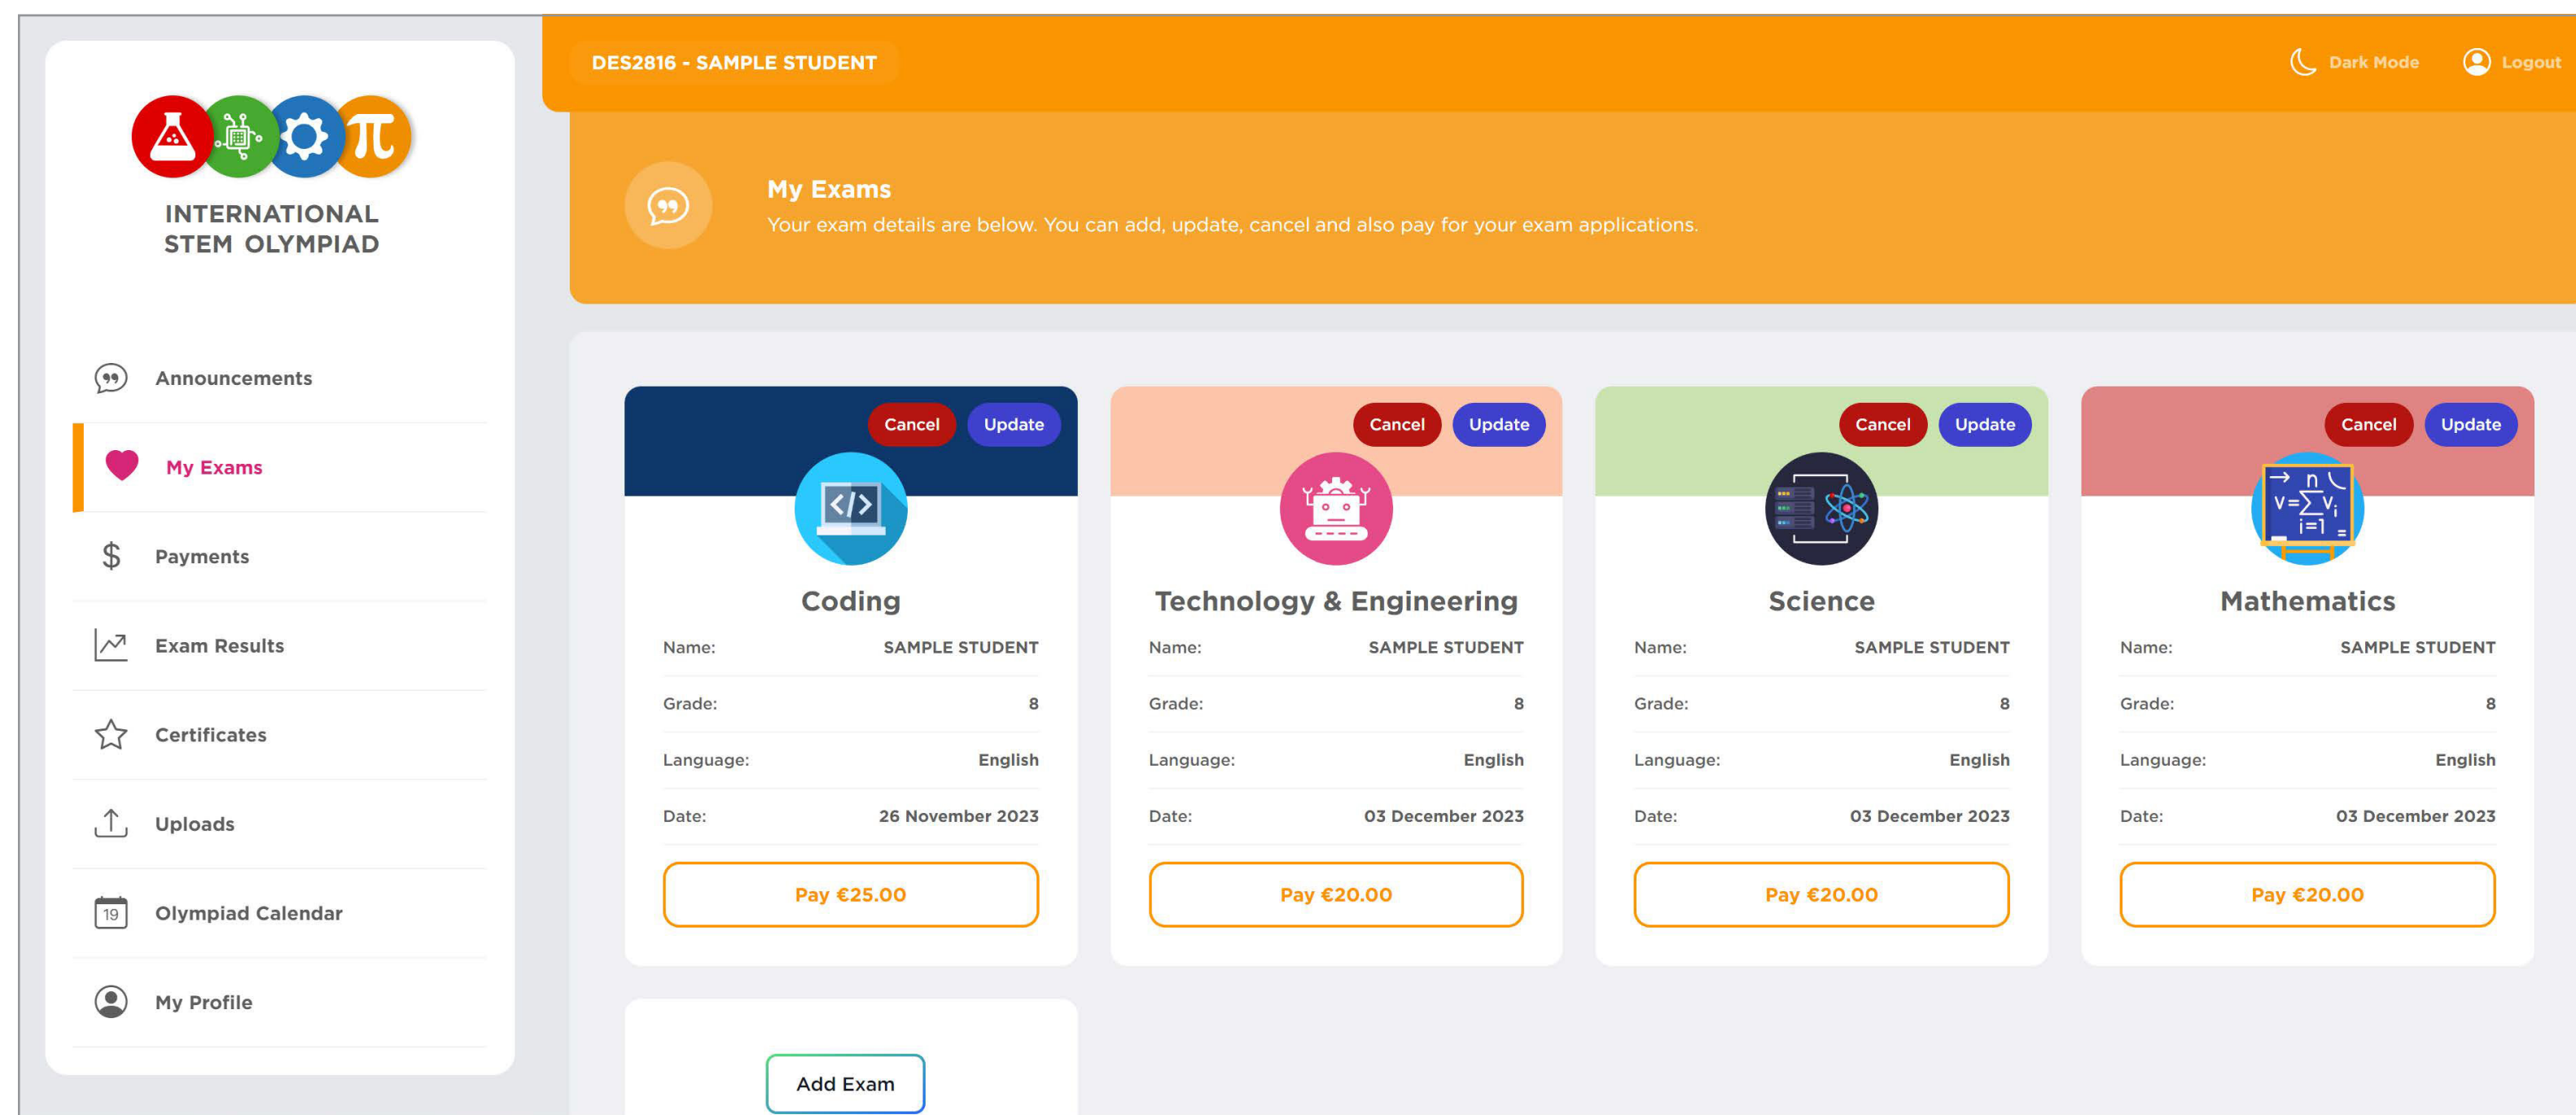 INTERNATIONAL
STEM OLYMPIAD
Announcements
My Exams
Payments
Exam Results
Certificates
Uploads
19
Olympiad Calendar
My Profile
DES2816 - SAMPLE STUDENT
Dark Mode
Logout
My Exams
Your exam details are below. You can add, update, cancel and also pay for your exam applications.
Cancel Update
</>
Coding
Name: SAMPLE STUDENT
Grade: 8
Language: English
Date: 26 November 2023
Pay €25.00
Cancel Update
Technology & Engineering
Name: SAMPLE STUDENT
Grade: 8
Language: English
Date: 03 December 2023
Pay €20.00
Cancel Update
Science
Name: SAMPLE STUDENT
Grade: 8
Language: English
Date: 03 December 2023
Pay €20.00
Cancel Update
→ n
v=∑vi
i=1 =
Mathematics
Name: SAMPLE STUDENT
Grade: 8
Language: English
Date: 03 December 2023
Pay €20.00
Add Exam